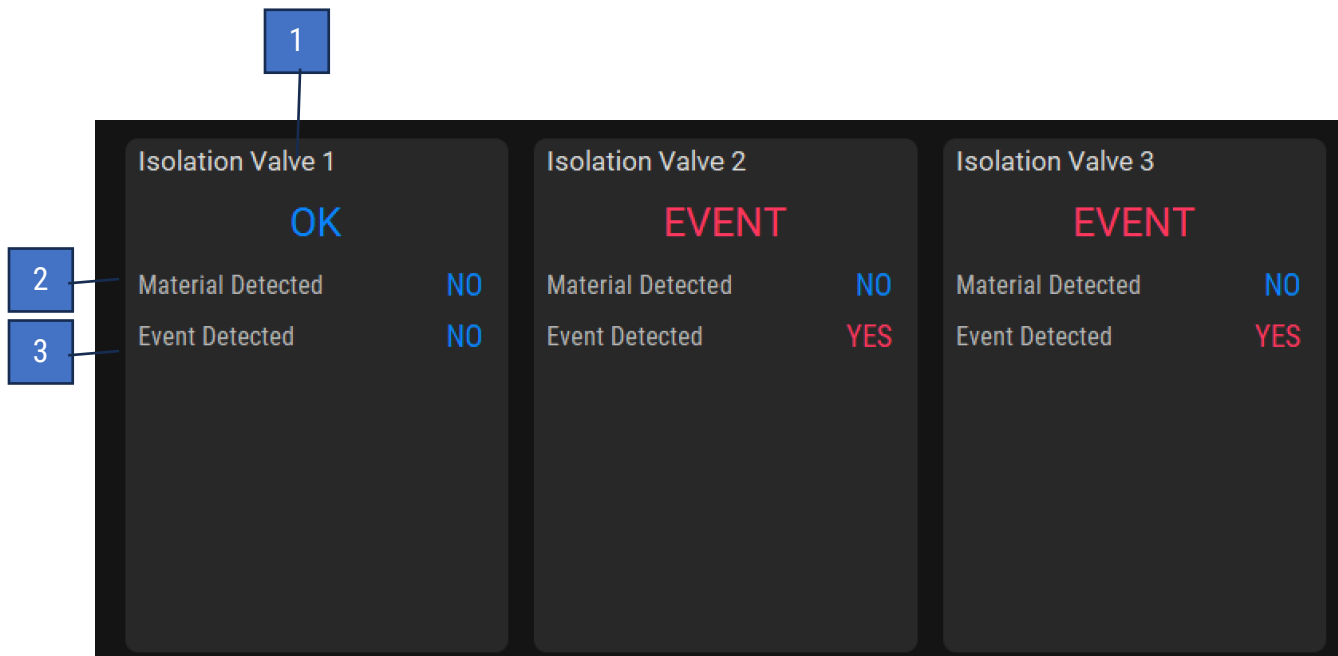 1
Isolation Valve 1
OK
2
Material Detected NO
3
Event Detected NO
Isolation Valve 2
EVENT
Material Detected NO
Event Detected YES
Isolation Valve 3
EVENT
Material Detected NO
Event Detected YES